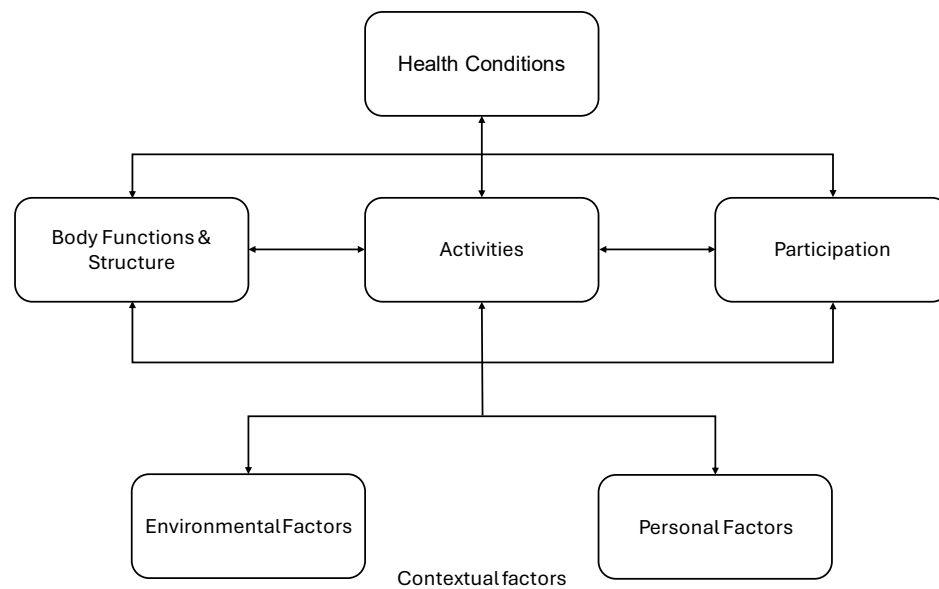 Health Conditions
Body Functions &
Structure
Activities
Participation
Environmental Factors
Personal Factors
Contextual factors